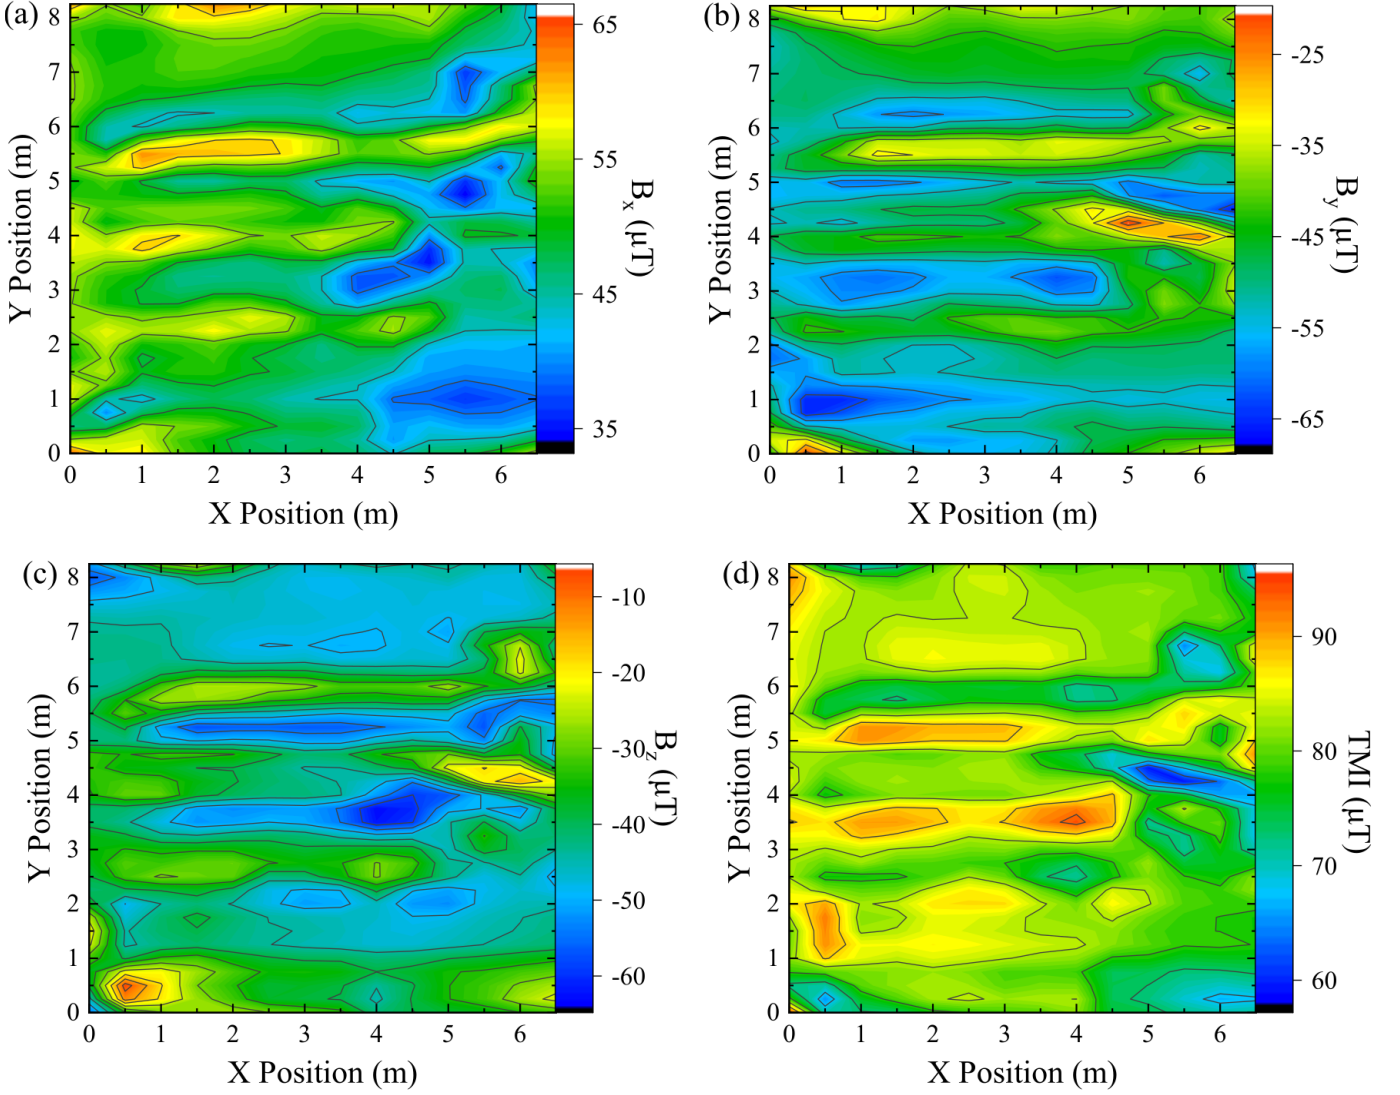 (a)
8
7
6
5
4
3
2
1
0
Y Position (m)
0 1 2 3 4 5 6
X Position (m)
65
55
45
35
Bx (μT)
(b)
8
7
6
5
4
3
2
1
0
Y Position (m)
0 1 2 3 4 5 6
X Position (m)
-25
-35
-45
-55
-65
By (μT)
(c)
8
7
6
5
4
3
2
1
0
Y Position (m)
0 1 2 3 4 5 6
X Position (m)
-10
-20
-30
-40
-50
-60
Bz (μT)
(d)
8
7
6
5
4
3
2
1
0
Y Position (m)
0 1 2 3 4 5 6
X Position (m)
90
80
70
60
TMI (μT)